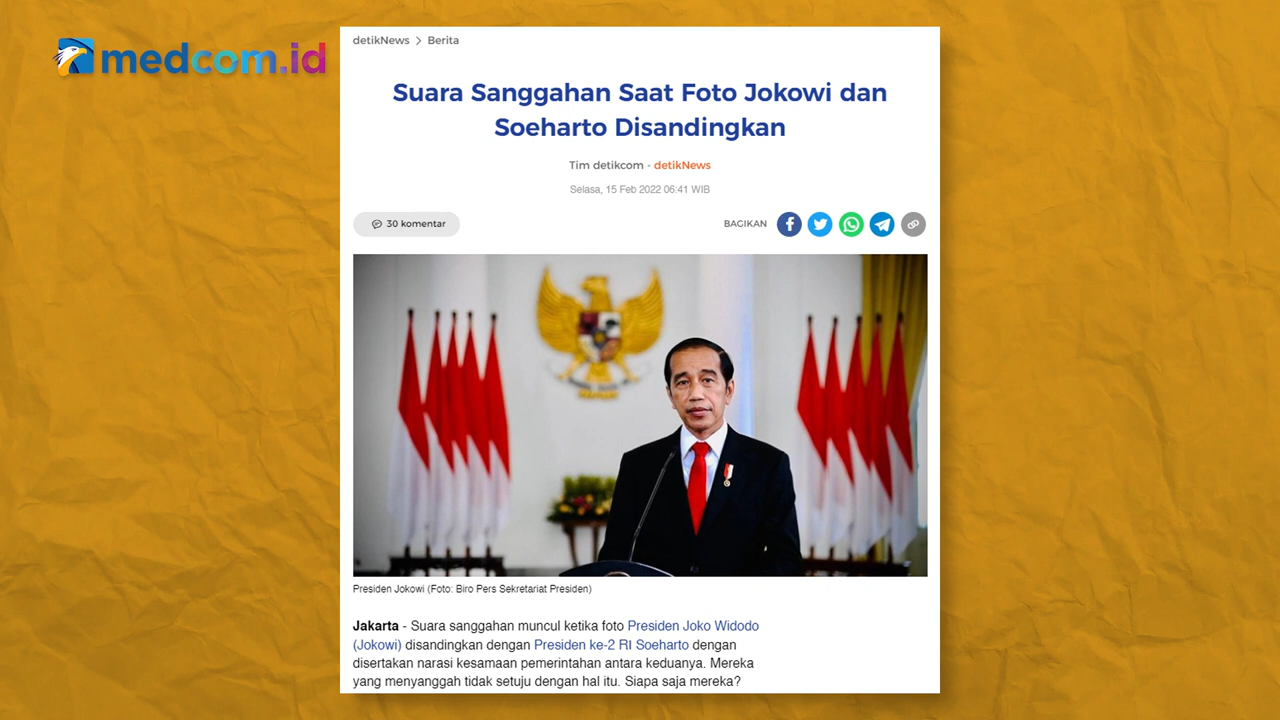 medcom.id
detikNews > Berita
Suara Sanggahan Saat Foto Jokowi dan
Soeharto Disandingkan
Tim detikcom - detikNews
Selasa, 15 Feb 2022 06:41 WIB
30 komentar
BAGIKAN
Presiden Jokowi (Foto: Biro Pers Sekretariat Presiden)
Jakarta - Suara sanggahan muncul ketika foto Presiden Joko Widodo
(Jokowi) disandingkan dengan Presiden ke-2 RI Soeharto dengan
disertakan narasi kesamaan pemerintahan antara keduanya. Mereka
yang menyanggah tidak setuju dengan hal itu. Siapa saja mereka?